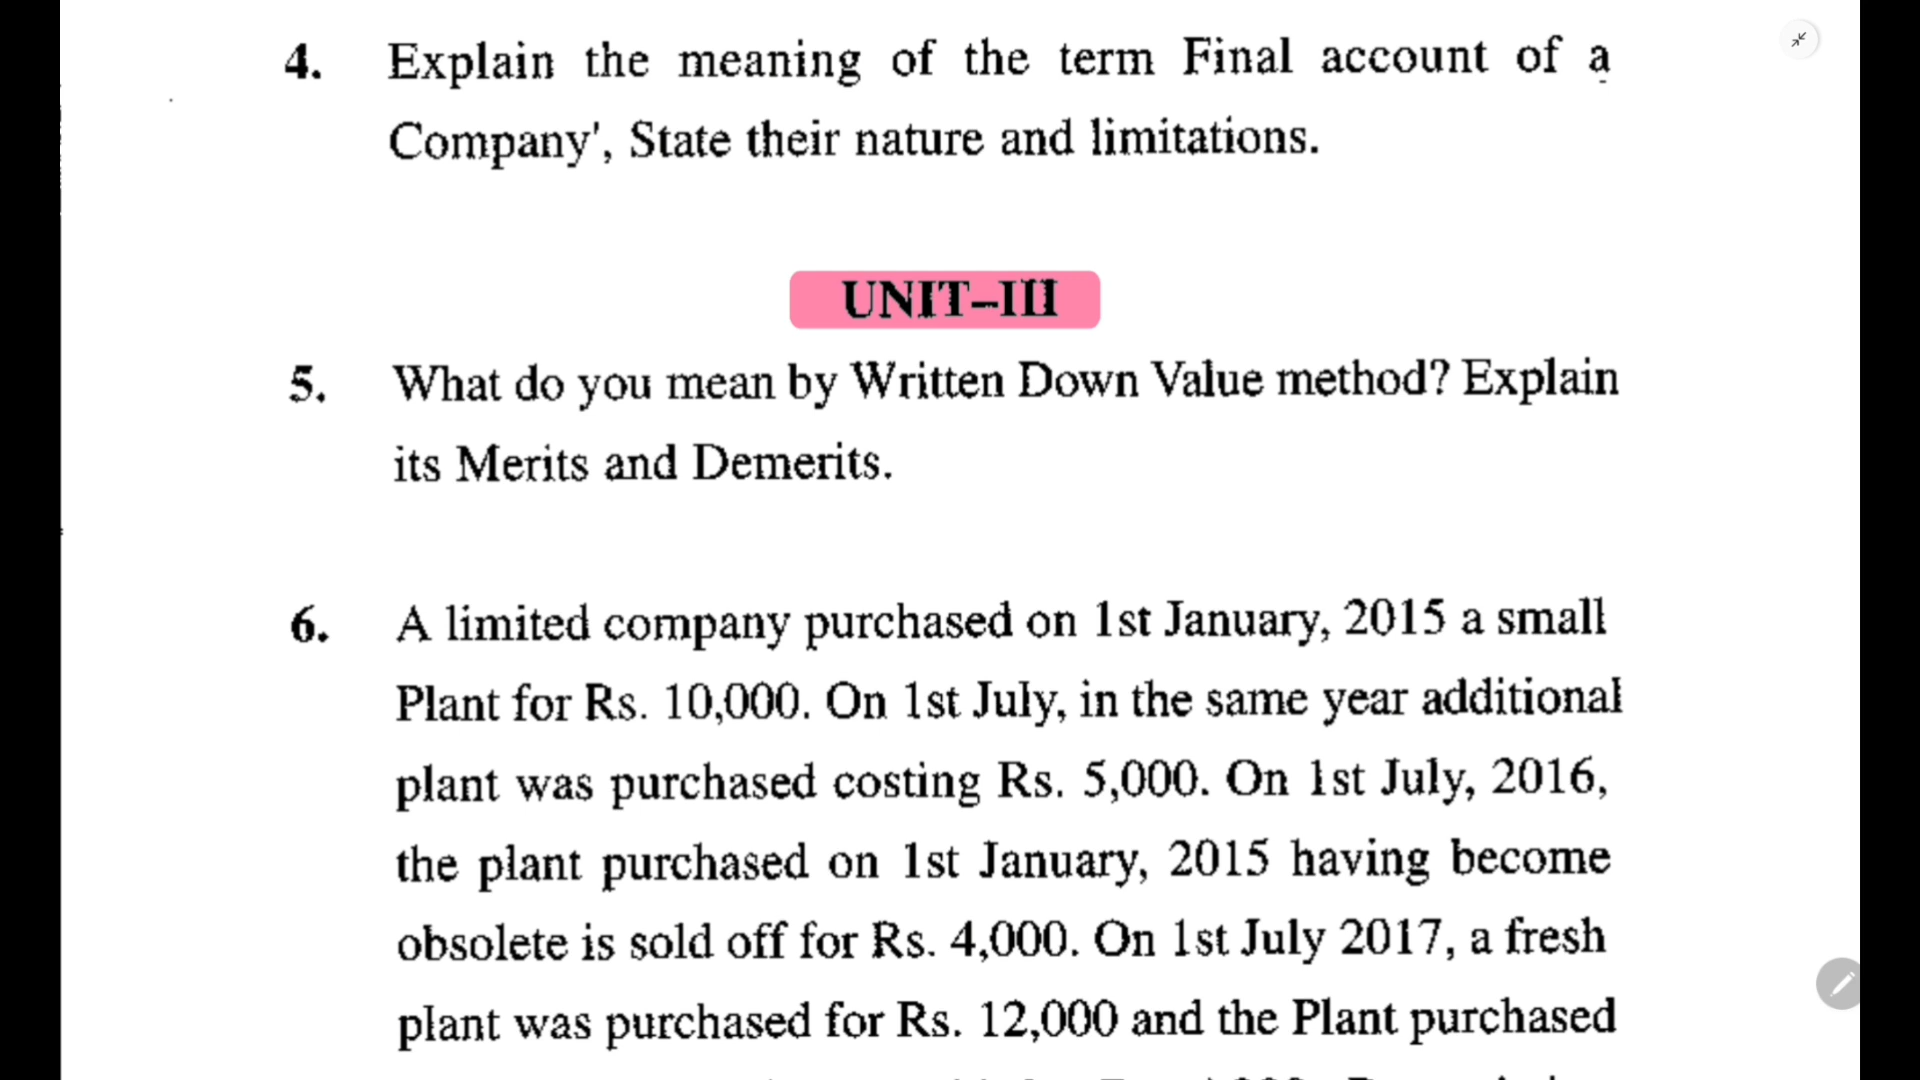 4. Explain the meaning of the term Final account of a
Company', State their nature and limitations.
UNIT–III
5. What do you mean by Written Down Value method? Explain
its Merits and Demerits.
6. A limited company purchased on 1st January, 2015 a small
Plant for Rs. 10,000. On 1st July, in the same year additional
plant was purchased costing Rs. 5,000. On 1st July, 2016,
the plant purchased on 1st January, 2015 having become
obsolete is sold off for Rs. 4,000. On 1st July 2017, a fresh
plant was purchased for Rs. 12,000 and the Plant purchased